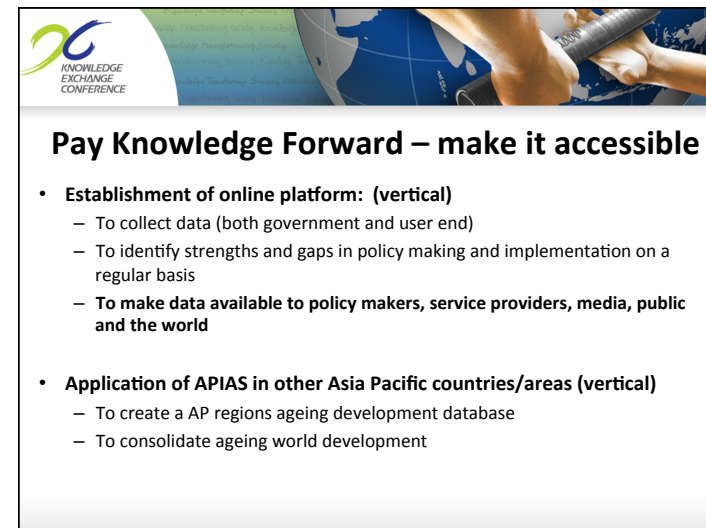 KNOWLEDGE
EXCHANGE
CONFERENCE
Pay Knowledge Forward – make it accessible
• Establishment of online platform: (vertical)
– To collect data (both government and user end)
– To identify strengths and gaps in policy making and implementation on a
regular basis
– To make data available to policy makers, service providers, media, public
and the world
• Application of APIAS in other Asia Pacific countries/areas (vertical)
– To create a AP regions ageing development database
– To consolidate ageing world development